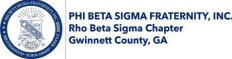 PHI BETA SIGMA FRATERNITY, INC.
Rho Beta Sigma Chapter
Gwinnett County, GA